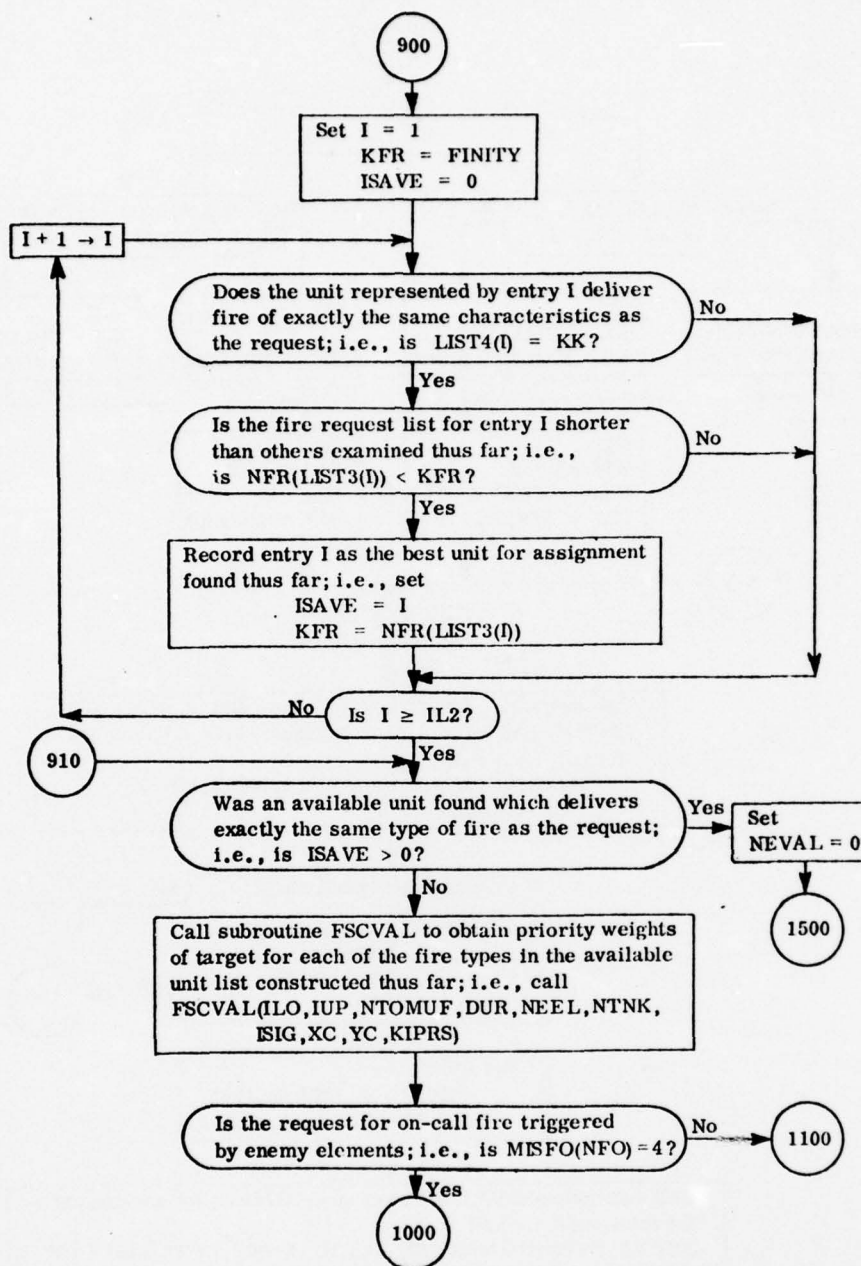 900
Set I = 1
KFR = FINITY
ISAVE = 0
I + 1 → I
Does the unit represented by entry I deliver
fire of exactly the same characteristics as
the request; i.e., is LIST4(I) = KK?
No
Yes
Is the fire request list for entry I shorter
than others examined thus far; i.e.,
is NFR(LIST3(I)) < KFR?
No
Yes
Record entry I as the best unit for assignment
found thus far; i.e., set
ISAVE = I
KFR = NFR(LIST3(I))
No
Is I ≥ IL2?
Yes
910
Was an available unit found which delivers
exactly the same type of fire as the request;
i.e., is ISAVE > 0?
Yes
Set
NEVAL = 0
No
1500
Call subroutine FSCVAL to obtain priority weights
of target for each of the fire types in the available
unit list constructed thus far; i.e., call
FSCVAL(ILO,IUP,NTOMUF,DUR,NEEL,NTNK,
ISIG,XC,YC,KIPRS)
Is the request for on-call fire triggered
by enemy elements; i.e., is MISFO(NFO)=4?
No
1100
Yes
1000